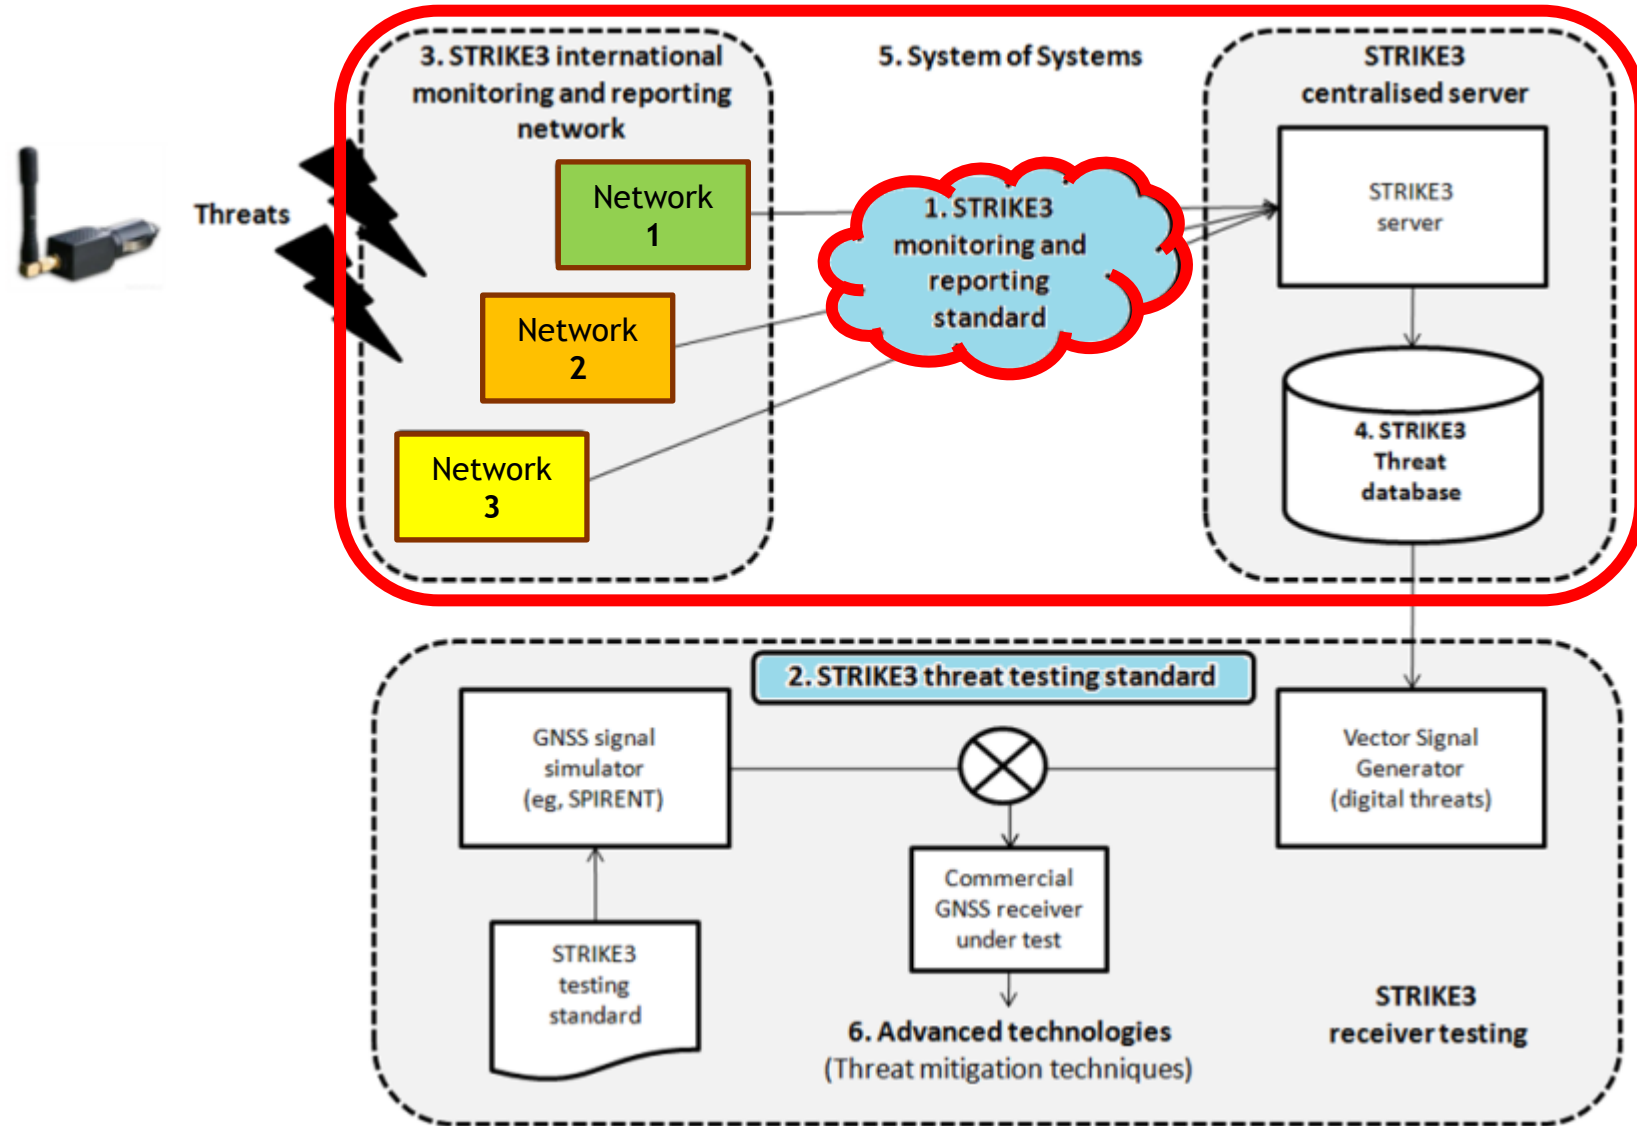 3. STRIKE3 international
monitoring and reporting
network
5. System of Systems
STRIKE3
centralised server
Threats
Network
1
Network
2
Network
3
1. STRIKE3
monitoring and
reporting
standard
STRIKE3
server
4. STRIKE3
Threat
database
2. STRIKE3 threat testing standard
GNSS signal
simulator
(eg, SPIRENT)
Vector Signal
Generator
(digital threats)
Commercial
GNSS receiver
under test
STRIKE3
testing
standard
6. Advanced technologies
(Threat mitigation techniques)
STRIKE3
receiver testing